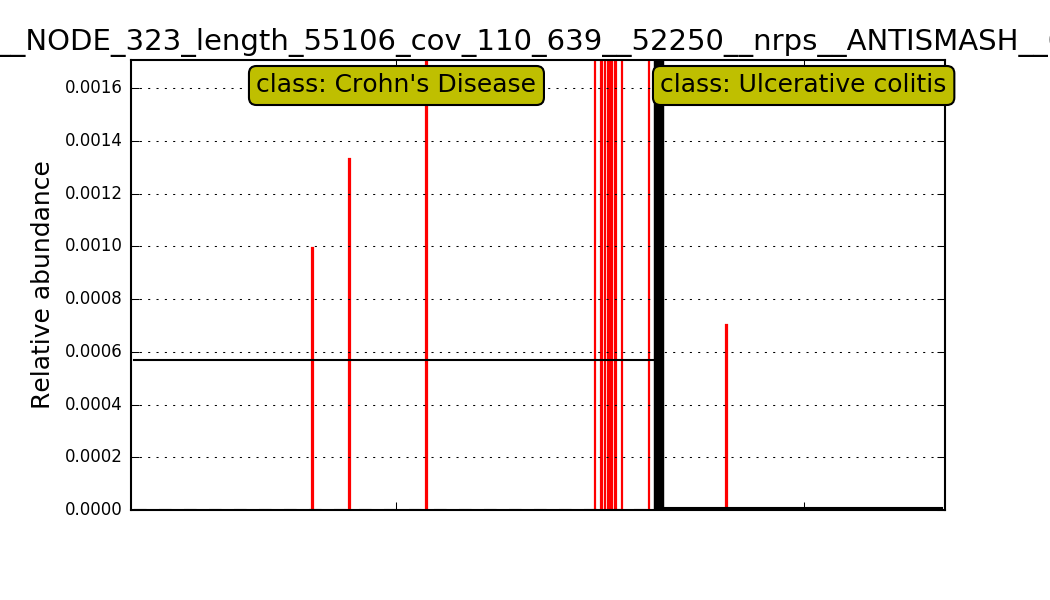 __NODE_323_length_55106_cov_110_639__52250__nrps__ANTISMASH__
class: Crohn's Disease
class: Ulcerative colitis
Relative abundance
0.0016
0.0014
0.0012
0.0010
0.0008
0.0006
0.0004
0.0002
0.0000